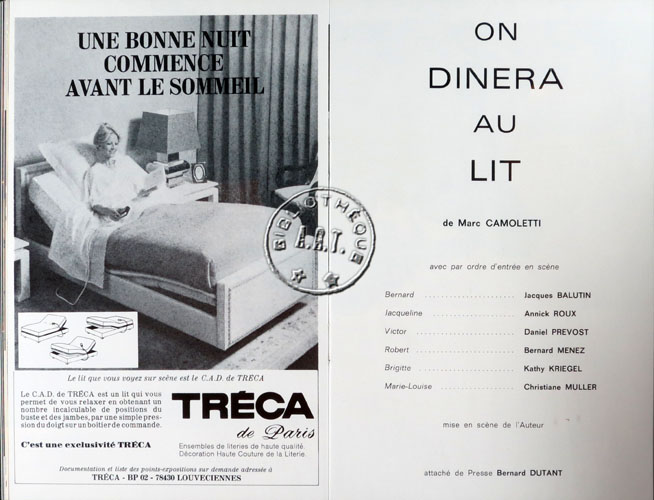 UNE BONNE NUIT
COMMENCE
AVANT LE SOMMEIL
Le lit que vous voyez sur scène est le C.A.D. de TRÉCA
Le C.A.D. de TRÉCA est un lit qui vous
permet de vous relaxer en obtenant un
nombre incalculable de positions du
buste et des jambes, par une simple pres-
sion du doigt sur un boîtier de commande.
C'est une exclusivité TRÉCA
TRÉCA
de Paris
Ensembles de literies de haute qualité.
Décoration Haute Couture de la Literie.
Documentation et liste des points-expositions sur demande adressée à
TRÉCA - BP 02 - 78430 LOUVECIENNES
BIBLIOTHÈQUE
A.R.T.
ON
DINERA
AU
LIT
de Marc CAMOLETTI
avec par ordre d'entrée en scène
Bernard ........................ Jacques BALUTIN
Jacqueline ........................ Annick ROUX
Victor ........................ Daniel PREVOST
Robert ........................ Bernard MENEZ
Brigitte ........................ Kathy KRIEGEL
Marie-Louise ........................ Christiane MULLER
mise en scène de l'Auteur
attaché de Presse Bernard DUTANT